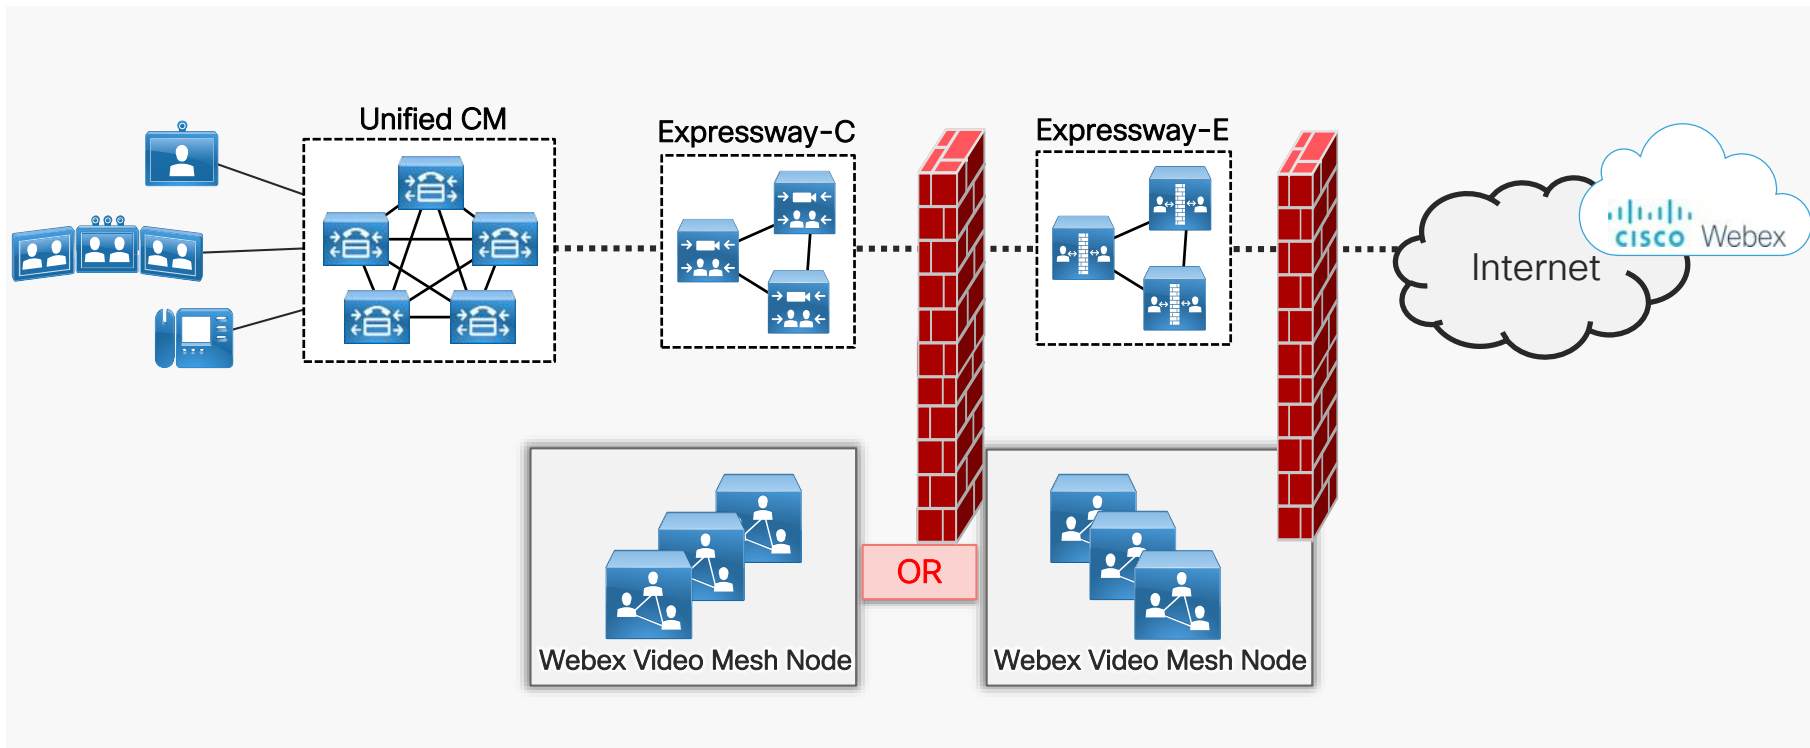 Unified CM
Expressway-C
Expressway-E
CISCO Webex
Internet
OR
Webex Video Mesh Node
Webex Video Mesh Node